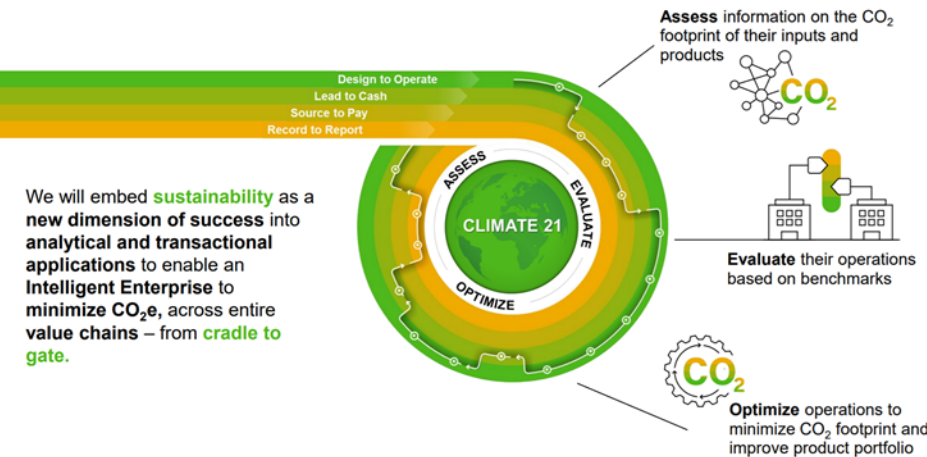 Assess information on the CO₂
footprint of their inputs and
products
CO₂
Design to Operate
Lead to Cash
Source to Pay
Record to Report
We will embed sustainability as a
new dimension of success into
analytical and transactional
applications to enable an
Intelligent Enterprise to
minimize CO₂e, across entire
value chains – from cradle to
gate.
ASSESS
EVALUATE
OPTIMIZE
CLIMATE 21
Evaluate their operations
based on benchmarks
CO₂
Optimize operations to
minimize CO₂ footprint and
improve product portfolio